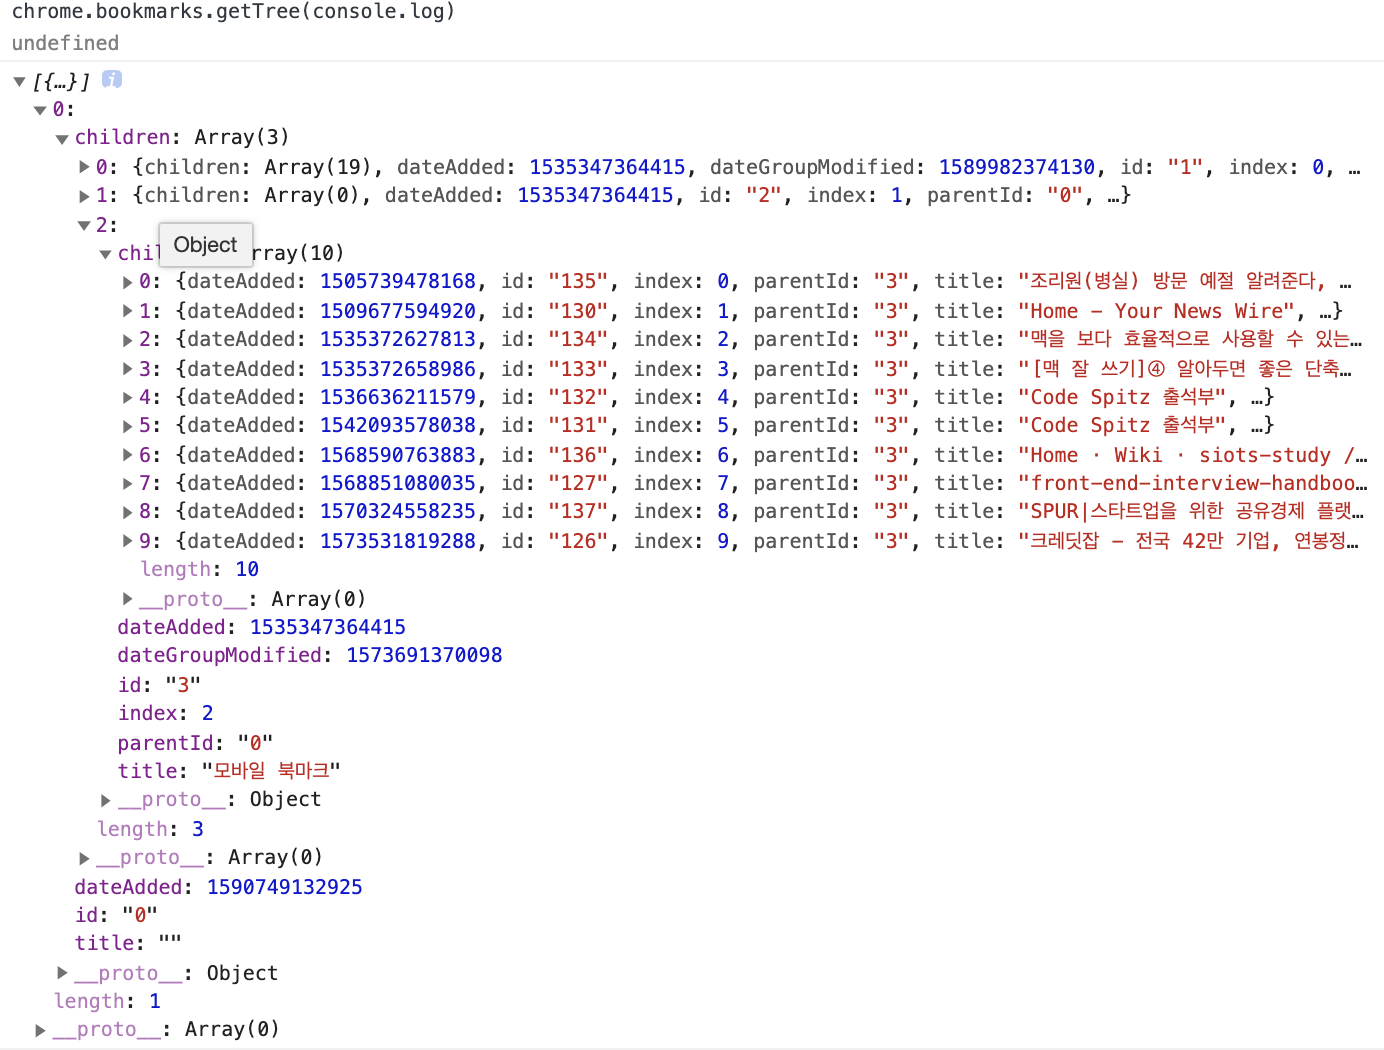 chrome.bookmarks.getTree(console.log)
undefined
▼[{…}] i
▼0:
▼children: Array(3)
▶0: {children: Array(19), dateAdded: 1535347364415, dateGroupModified: 1589982374130, id: "1", index: 0, …
▶1: {children: Array(0), dateAdded: 1535347364415, id: "2", index: 1, parentId: "0", …}
▼2:
Object
▼chil rray(10)
▶0: {dateAdded: 1505739478168, id: "135", index: 0, parentId: "3", title: "조리원(병실) 방문 예절 알려준다, …
▶1: {dateAdded: 1509677594920, id: "130", index: 1, parentId: "3", title: "Home – Your News Wire", …}
▶2: {dateAdded: 1535372627813, id: "134", index: 2, parentId: "3", title: "맥을 보다 효율적으로 사용할 수 있는…
▶3: {dateAdded: 1535372658986, id: "133", index: 3, parentId: "3", title: "[맥 잘 쓰기]④ 알아두면 좋은 단축…
▶4: {dateAdded: 1536636211579, id: "132", index: 4, parentId: "3", title: "Code Spitz 출석부", …}
▶5: {dateAdded: 1542093578038, id: "131", index: 5, parentId: "3", title: "Code Spitz 출석부", …}
▶6: {dateAdded: 1568590763883, id: "136", index: 6, parentId: "3", title: "Home · Wiki · siots-study /…
▶7: {dateAdded: 1568851080035, id: "127", index: 7, parentId: "3", title: "front-end-interview-handboo…
▶8: {dateAdded: 1570324558235, id: "137", index: 8, parentId: "3", title: "SPUR|스타트업을 위한 공유경제 플랫…
▶9: {dateAdded: 1573531819288, id: "126", index: 9, parentId: "3", title: "크레딧잡 – 전국 42만 기업, 연봉정…
length: 10
▶__proto__: Array(0)
dateAdded: 1535347364415
dateGroupModified: 1573691370098
id: "3"
index: 2
parentId: "0"
title: "모바일 북마크"
▶__proto__: Object
length: 3
▶__proto__: Array(0)
dateAdded: 1590749132925
id: "0"
title: ""
▶__proto__: Object
length: 1
▶__proto__: Array(0)